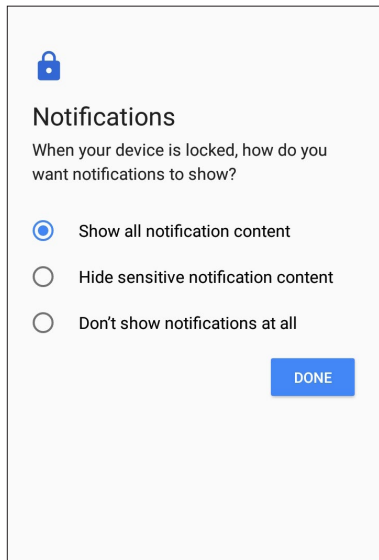 Notifications
When your device is locked, how do you
want notifications to show?
Show all notification content
Hide sensitive notification content
Don’t show notifications at all
DONE